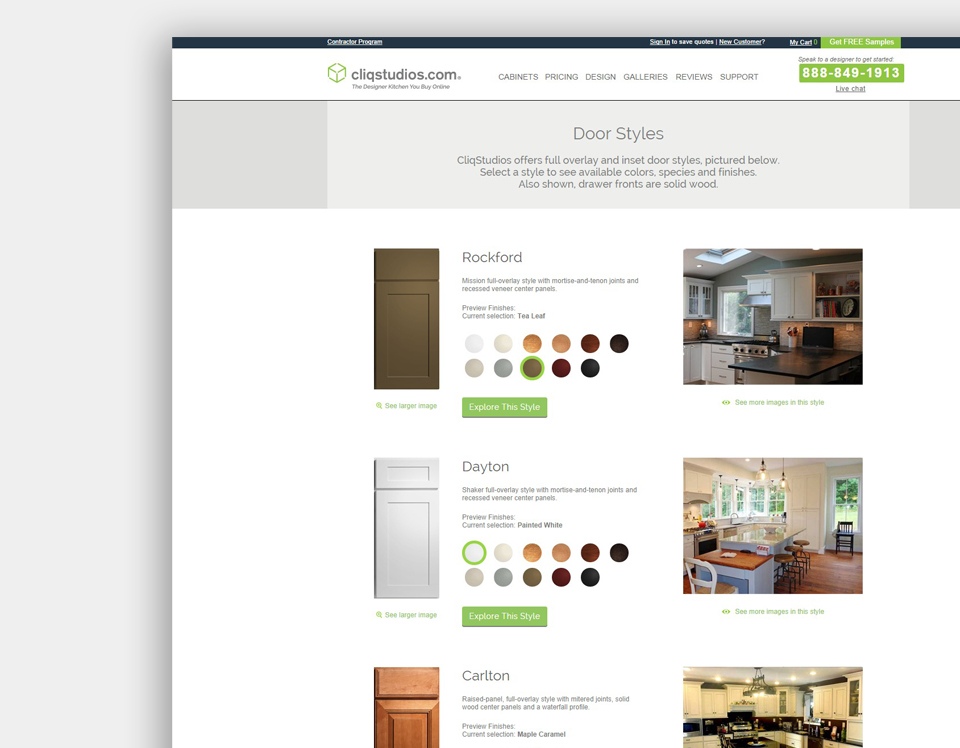 Contractor Program
Sign In to save quotes | New Customer?
My Cart 0
Get FREE Samples
cliqstudios.com®
The Designer Kitchen You Buy Online
CABINETS PRICING DESIGN GALLERIES REVIEWS SUPPORT
Speak to a designer to get started:
888-849-1913
Live chat
Door Styles
CliqStudios offers full overlay and inset door styles, pictured below.
Select a style to see available colors, species and finishes.
Also shown, drawer fronts are solid wood.
Rockford
Mission full-overlay style with mortise-and-tenon joints and
recessed veneer center panels.
Preview Finishes:
Current selection: Tea Leaf
See larger image
Explore This Style
See more images in this style
Dayton
Shaker full-overlay style with mortise-and-tenon joints and
recessed veneer center panels.
Preview Finishes:
Current selection: Painted White
See larger image
Explore This Style
See more images in this style
Carlton
Raised-panel, full-overlay style with mitered joints, solid
wood center panels and a waterfall profile.
Preview Finishes:
Current selection: Maple Caramel